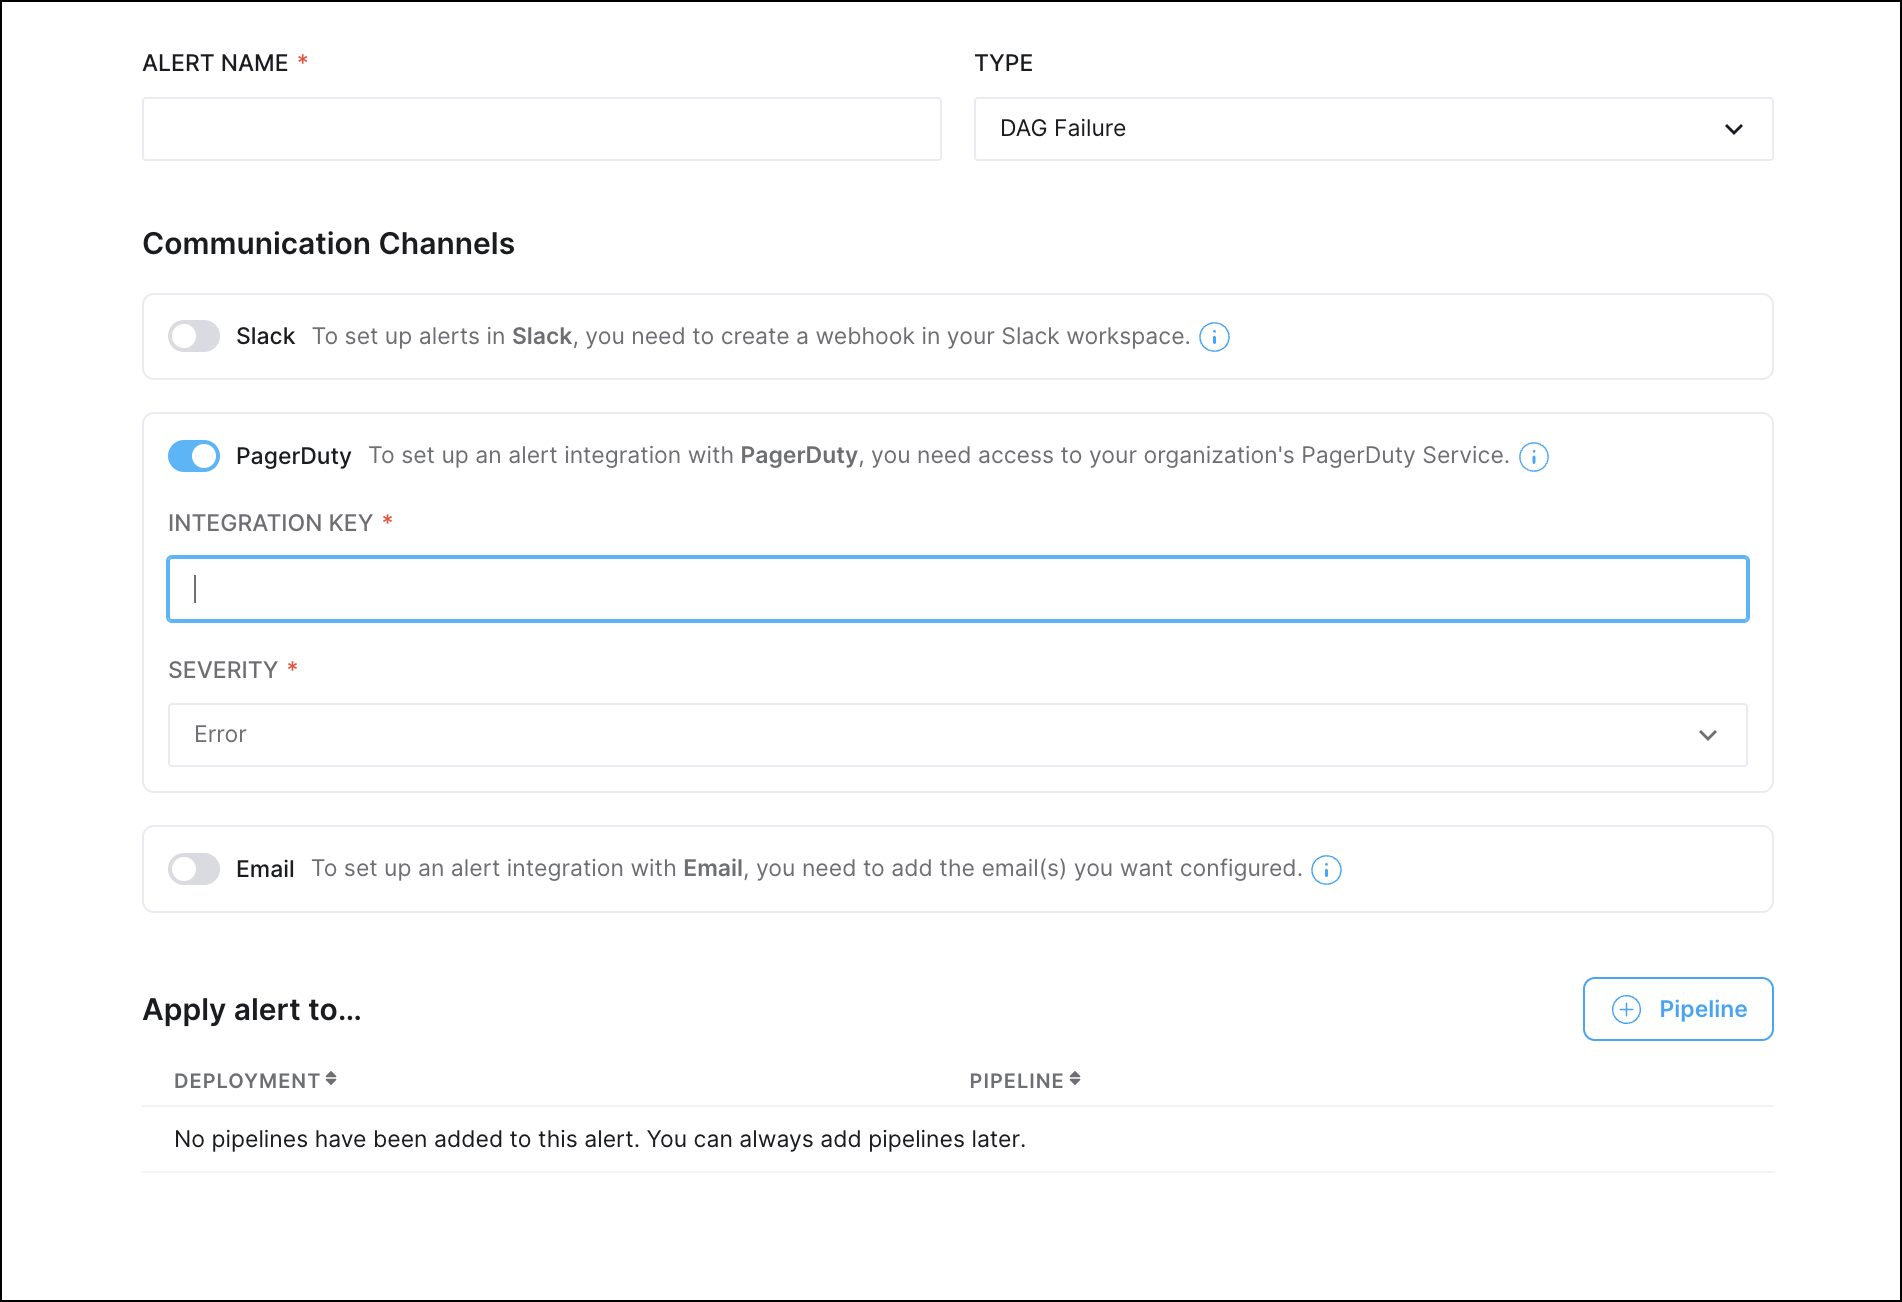 ALERT NAME *
TYPE
DAG Failure
Communication Channels
Slack To set up alerts in Slack, you need to create a webhook in your Slack workspace.
PagerDuty To set up an alert integration with PagerDuty, you need access to your organization's PagerDuty Service.
INTEGRATION KEY *
SEVERITY *
Error
Email To set up an alert integration with Email, you need to add the email(s) you want configured.
Apply alert to...
Pipeline
DEPLOYMENT
PIPELINE
No pipelines have been added to this alert. You can always add pipelines later.